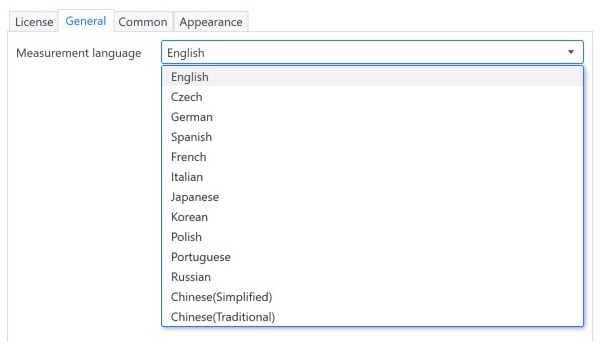 License General Common Appearance
Measurement language English
English
Czech
German
Spanish
French
Italian
Japanese
Korean
Polish
Portuguese
Russian
Chinese(Simplified)
Chinese(Traditional)